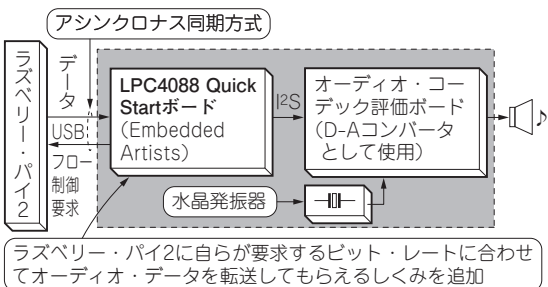 アシンクロナス同期方式
ラズベリー・パイ2
データ
USB
フロー
制御
要求
LPC4088 Quick
Startボード
(Embedded
Artists)
I2S
オーディオ・コー
デック評価ボード
(D-Aコンバータ
として使用)
水晶発振器
ラズベリー・パイ2に自らが要求するビット・レートに合わせ
てオーディオ・データを転送してもらえるしくみを追加